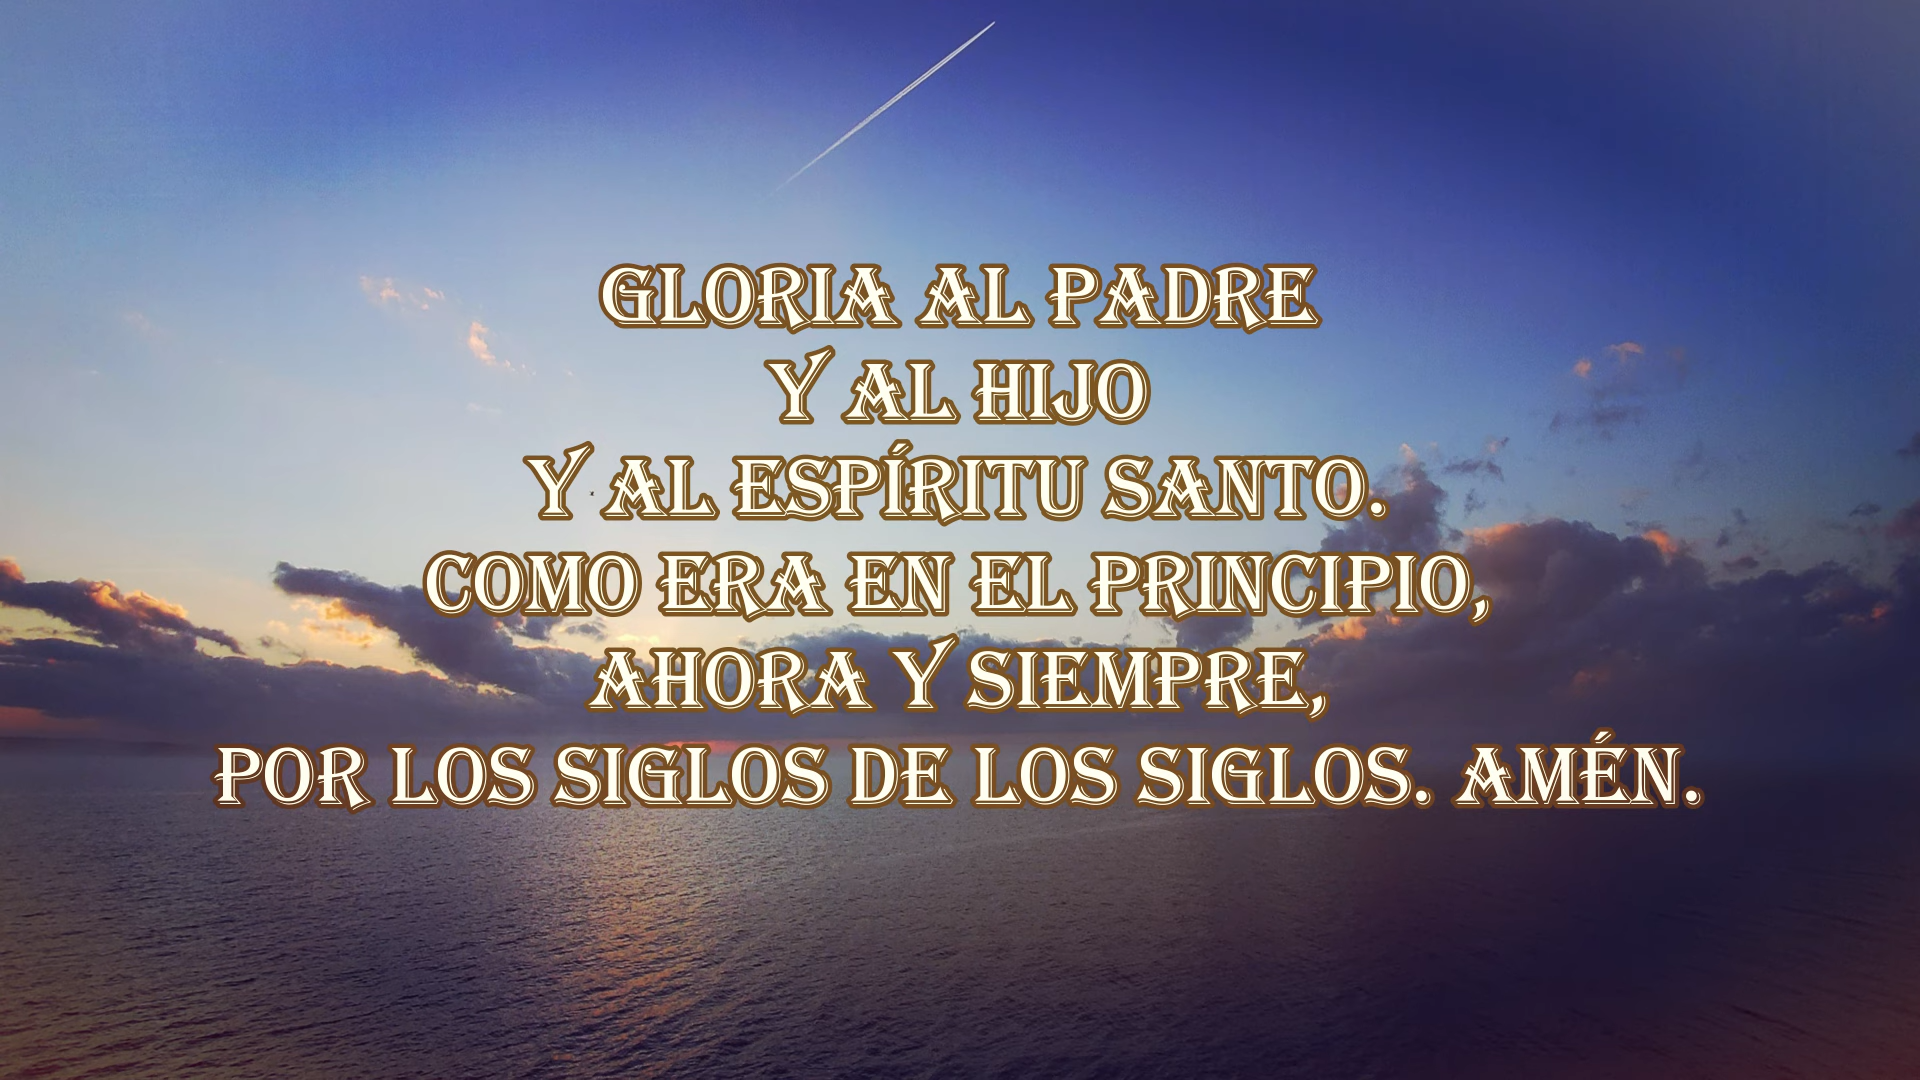 GLORIA AL PADRE
Y AL HIJO
Y AL ESPÍRITU SANTO.
COMO ERA EN EL PRINCIPIO,
AHORA Y SIEMPRE,
POR LOS SIGLOS DE LOS SIGLOS. AMÉN.